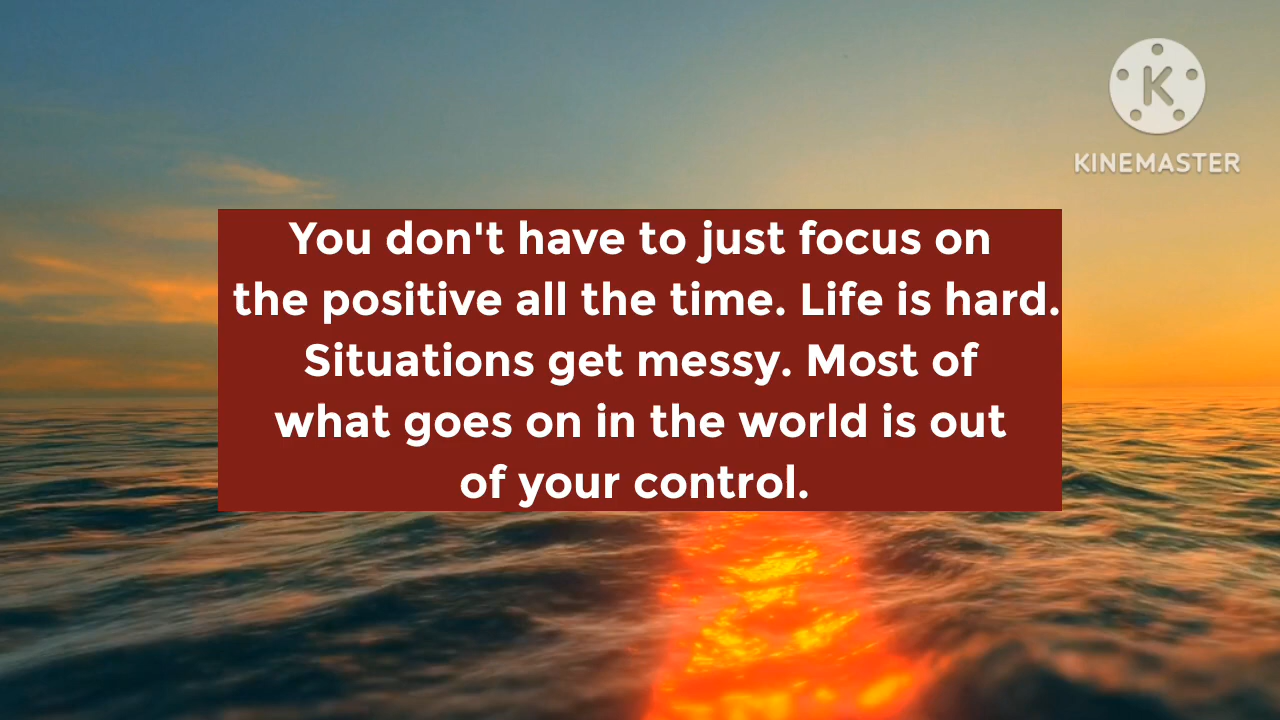 K
KINEMASTER
You don't have to just focus on
the positive all the time. Life is hard.
Situations get messy. Most of
what goes on in the world is out
of your control.